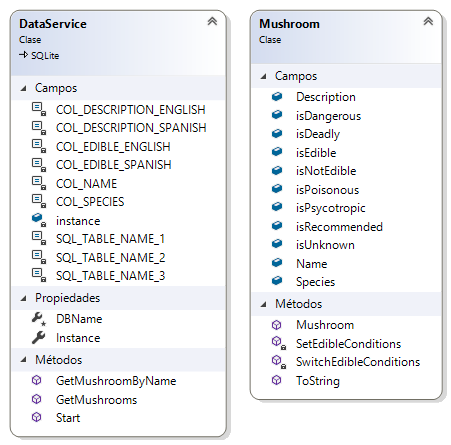 DataService
Clase
SQLite
Campos
COL_DESCRIPTION_ENGLISH
COL_DESCRIPTION_SPANISH
COL_EDIBLE_ENGLISH
COL_EDIBLE_SPANISH
COL_NAME
COL_SPECIES
instance
SQL_TABLE_NAME_1
SQL_TABLE_NAME_2
SQL_TABLE_NAME_3
Propiedades
DBName
Instance
Métodos
GetMushroomByName
GetMushrooms
Start
Mushroom
Clase
Campos
Description
isDangerous
isDeadly
isEdible
isNotEdible
isPoisonous
isPsycotropic
isRecommended
isUnknown
Name
Species
Métodos
Mushroom
SetEdibleConditions
SwitchEdibleConditions
ToString